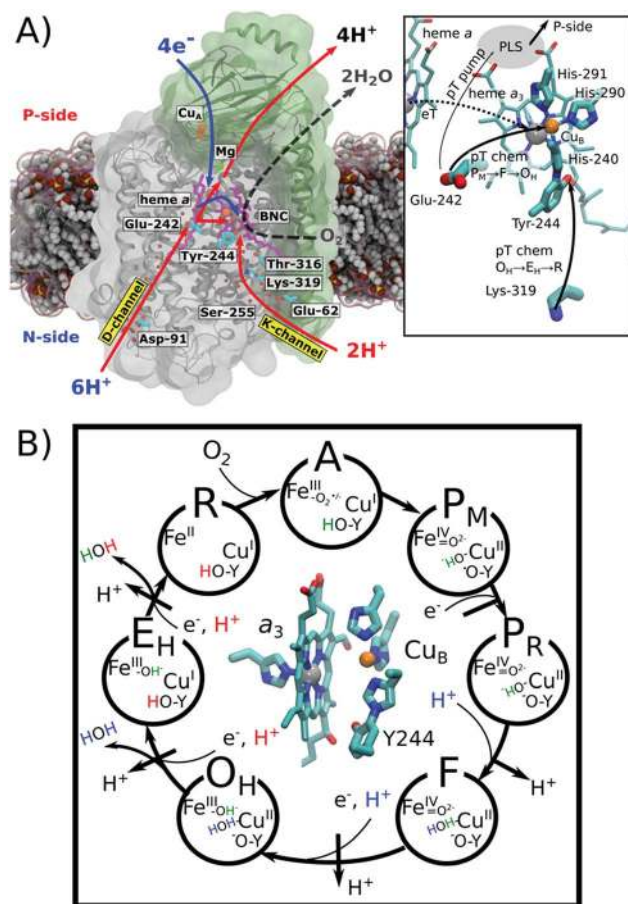 A)
4e⁻
4H⁺
2H₂O
P-side
Cu_A
Mg
heme a
Glu-242
BNC
O₂
Tyr-244
Thr-316
Lys-319
N-side
D-channel
Ser-255
K-channel
Glu-62
Asp-91
2H⁺
6H⁺
P-side
heme a
PLS
pT pump
His-291
heme a₃
His-290
eT
Cu_B
pT chem
His-240
P_M→F→O_H
Glu-242
Tyr-244
pT chem
O_H→E_H→R
Lys-319
B)
O₂
A
Fe^III -O₂•⁄-
Cu^I
HO-Y
R
Fe^II
Cu^I
HO-Y
P_M
Fe^IV =O²⁻
⁻HO-Cu^II
•O-Y
HOH
H⁺
e⁻, H⁺
e⁻
a₃
Cu_B
Y244
E_H
Fe^III -OH⁻
Cu^I
HO-Y
P_R
Fe^IV =O²⁻
⁻HO-Cu^II
⁻O-Y
HOH
H⁺
e⁻, H⁺
H⁺
H⁺
O_H
Fe^III -OH⁻
HOH-Cu^II
⁻O-Y
e⁻, H⁺
H⁺
F
Fe^IV =O²⁻
HOH-Cu^II
⁻O-Y